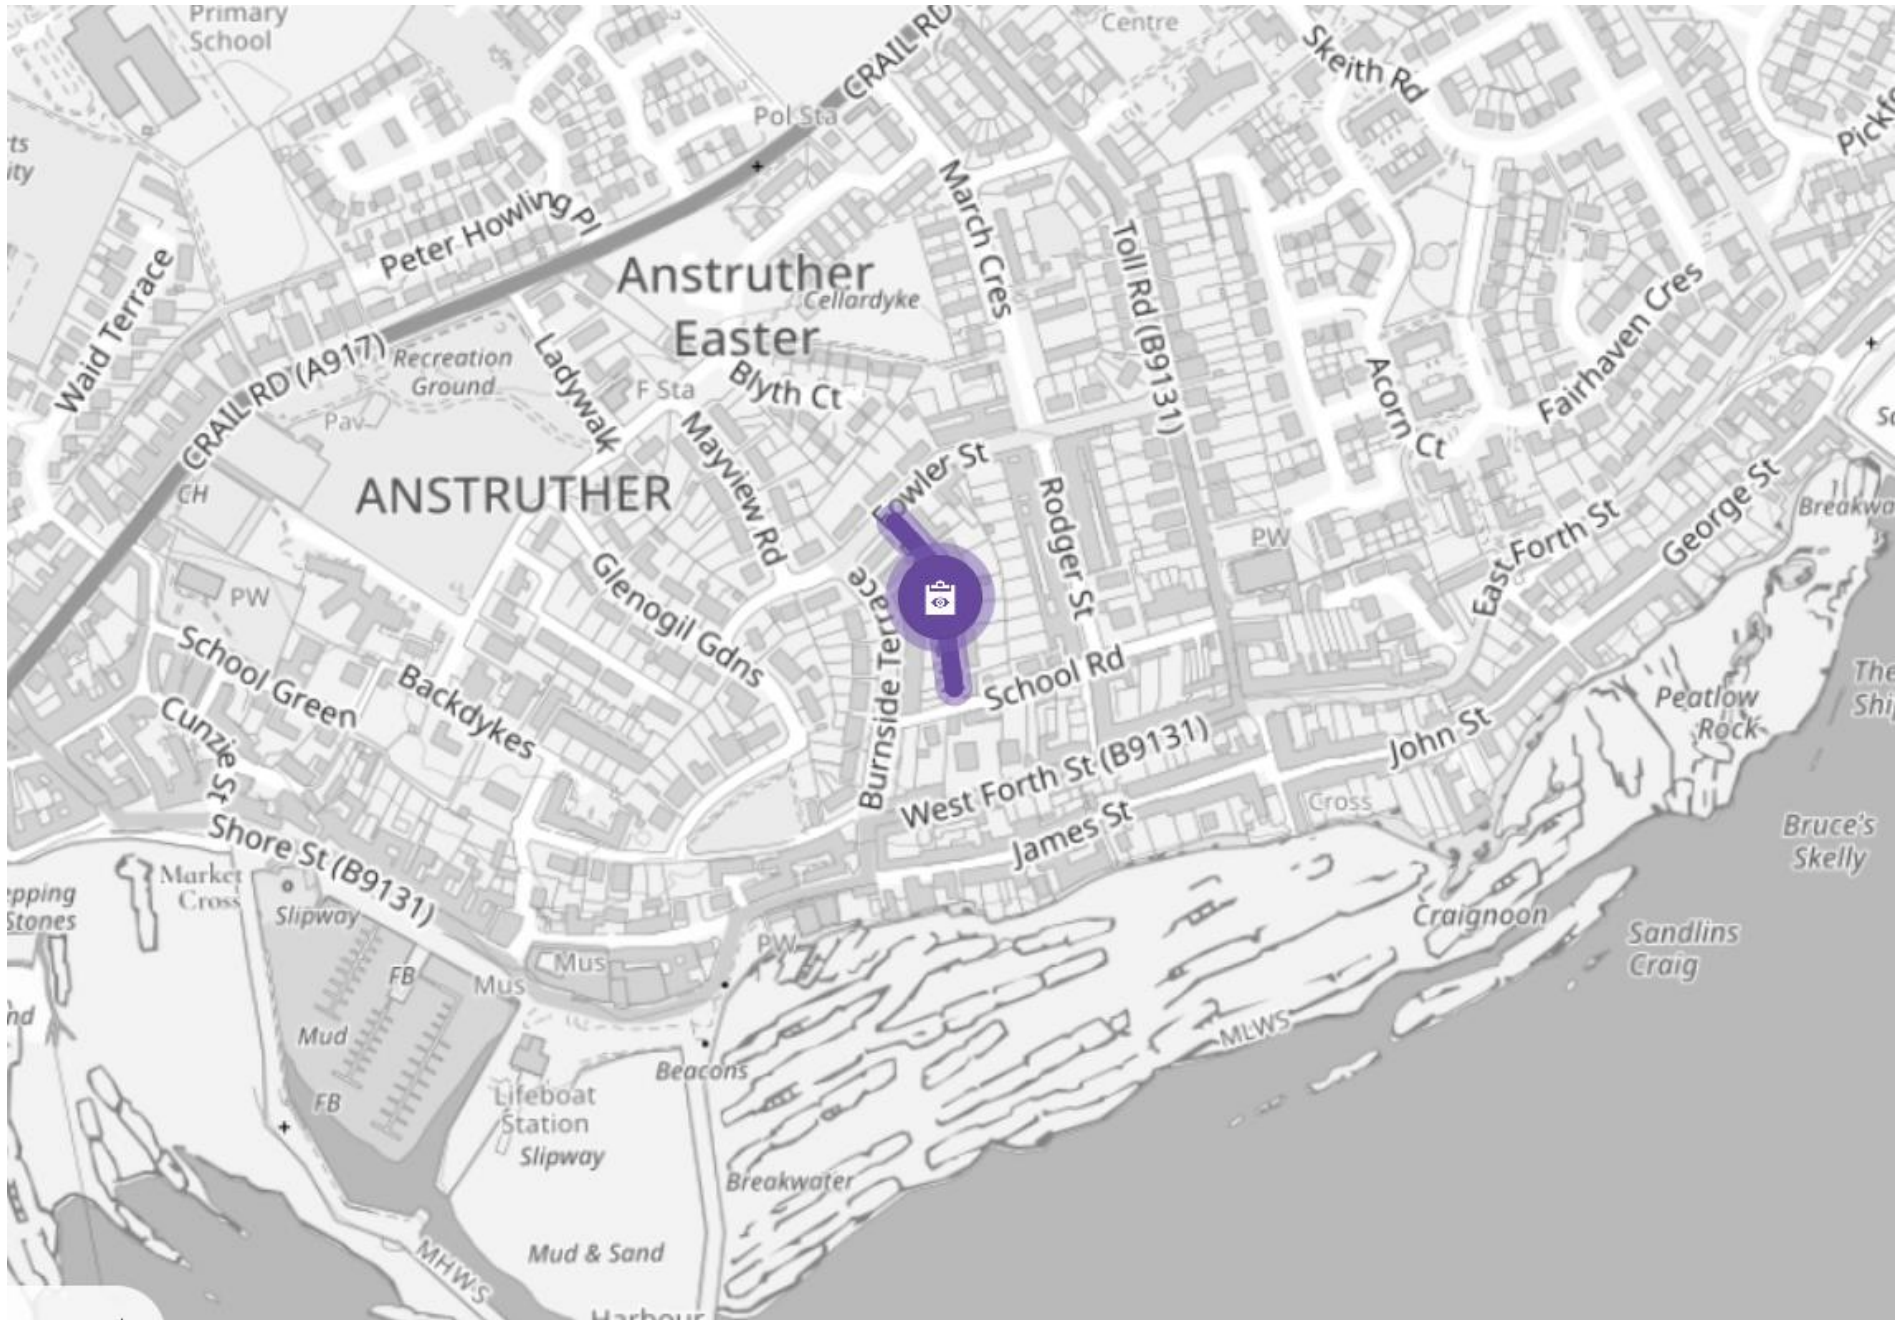 Primary
School
CRAIL RD
Centre
Skeith Rd
Pol Sta
March Cres
Peter Howling Pl
Waid Terrace
Toll Rd (B9131)
Anstruther
Easter
Cellardyke
Fairhaven Cres
CRAIL RD (A917)
Recreation
Ground
Pav
Ladywalk
F Sta
Blyth Ct
Acorn Ct
Mayview Rd
Fowler St
CH
ANSTRUTHER
Rodger St
George St
PW
East Forth St
Glenogil Gdns
Burnside Terrace
PW
School Green
Backdykes
School Rd
Peatlow
Rock
The
Cunzie St
West Forth St (B9131)
John St
James St
Cross
Bruce's
Skelly
Shore St (B9131)
Market
Cross
Stones
Slipway
Craignoon
Sandlins
Craig
PW
FB
Mus
Mus
Mud
MLWS
Beacons
FB
Lifeboat
Station
Slipway
Breakwater
Mud & Sand
MHWS
Harbour